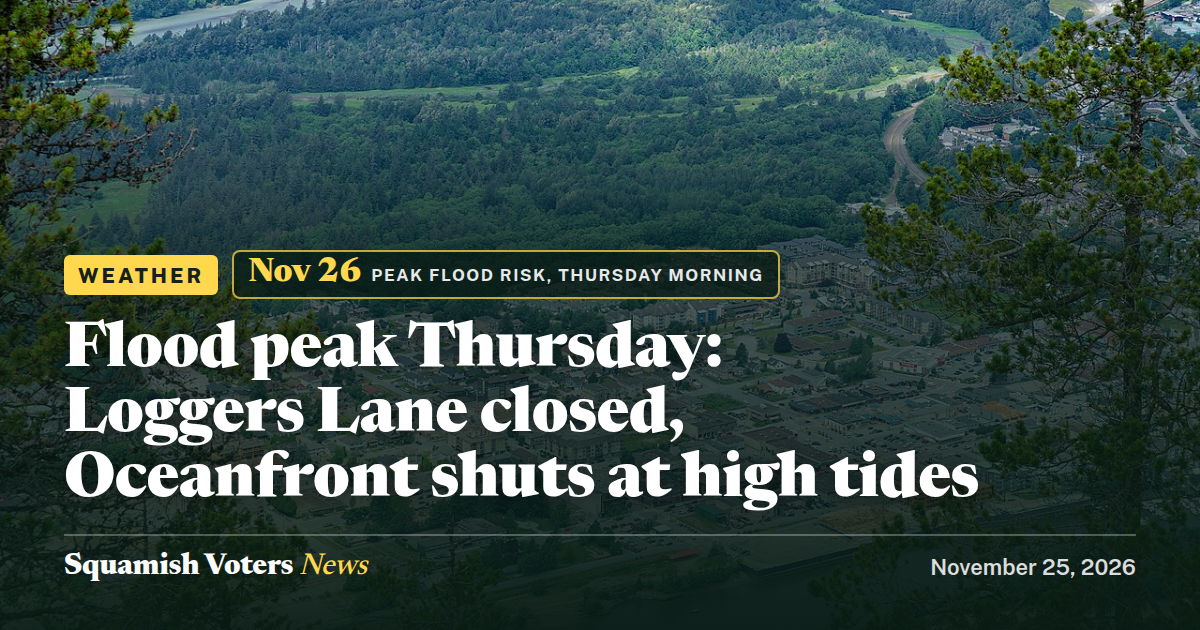 WEATHER
Nov 26 PEAK FLOOD RISK, THURSDAY MORNING
Flood peak Thursday:
Loggers Lane closed,
Oceanfront shuts at high tides
Squamish Voters News
November 25, 2026